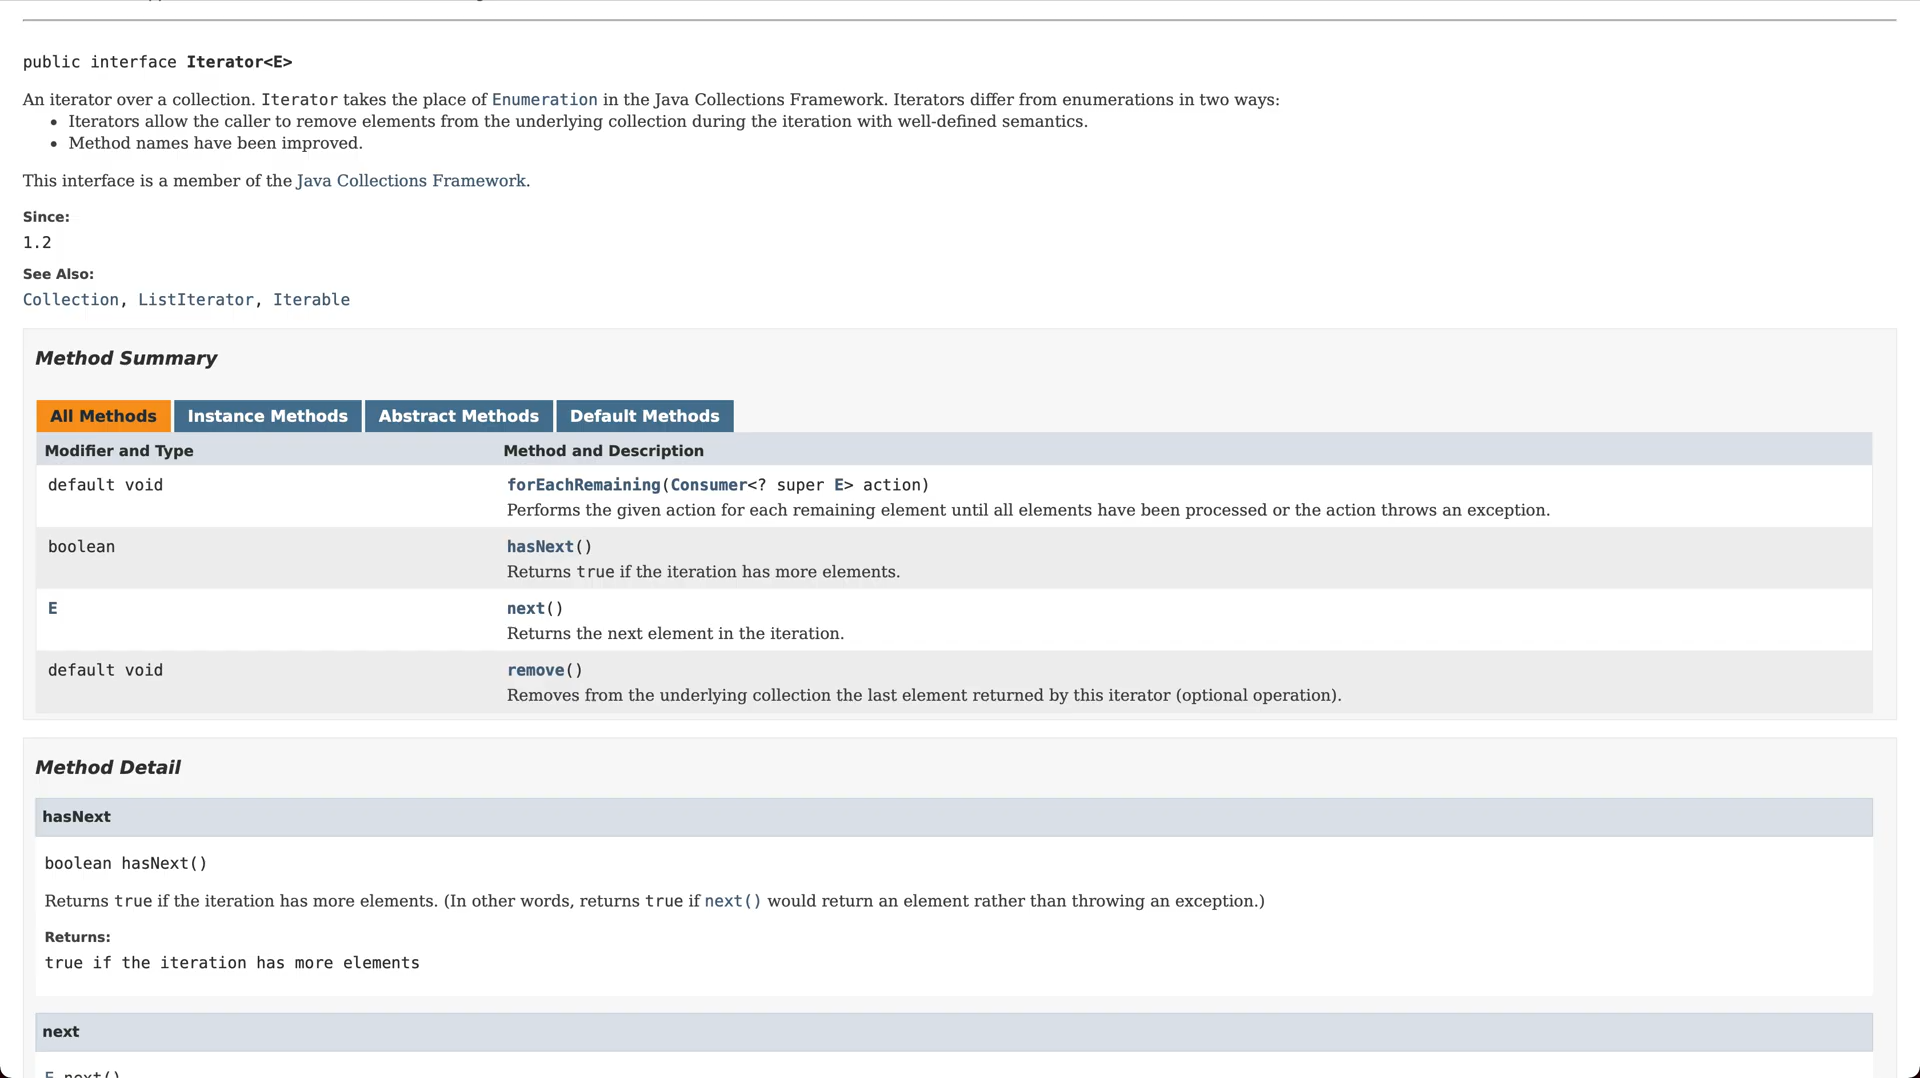 public interface Iterator<E>
An iterator over a collection. Iterator takes the place of Enumeration in the Java Collections Framework. Iterators differ from enumerations in two ways:
• Iterators allow the caller to remove elements from the underlying collection during the iteration with well-defined semantics.
• Method names have been improved.
This interface is a member of the Java Collections Framework.
Since:
1.2
See Also:
Collection, ListIterator, Iterable
Method Summary
All Methods Instance Methods Abstract Methods Default Methods
Modifier and Type Method and Description
default void forEachRemaining(Consumer<? super E> action)
Performs the given action for each remaining element until all elements have been processed or the action throws an exception.
boolean hasNext()
Returns true if the iteration has more elements.
E next()
Returns the next element in the iteration.
default void remove()
Removes from the underlying collection the last element returned by this iterator (optional operation).
Method Detail
hasNext
boolean hasNext()
Returns true if the iteration has more elements. (In other words, returns true if next() would return an element rather than throwing an exception.)
Returns:
true if the iteration has more elements
next
E next()